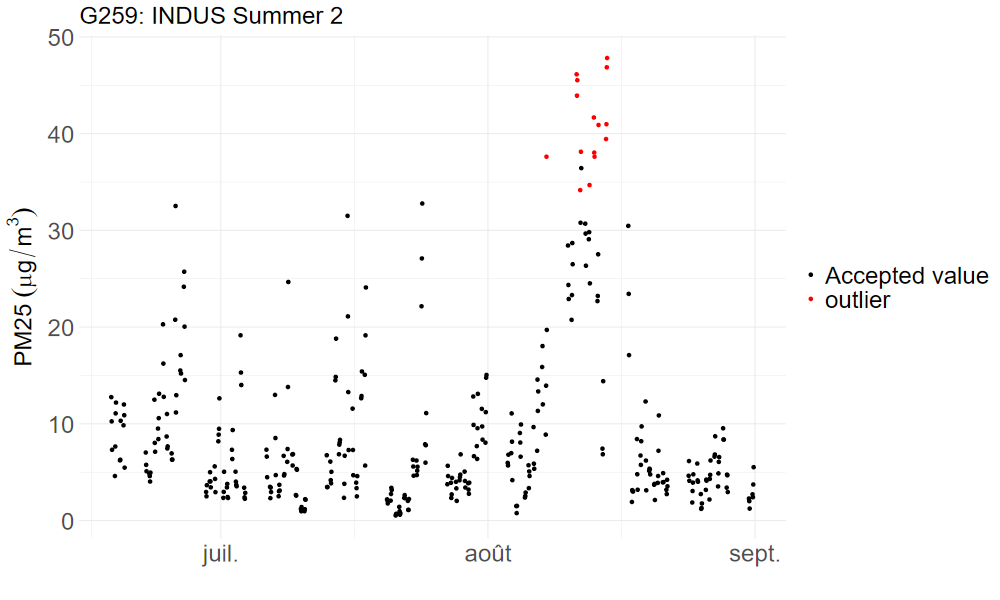 G259: INDUS Summer 2
50
40
30
20
10
0
PM25 (μg/m³)
juil.
août
sept.
Accepted value
outlier